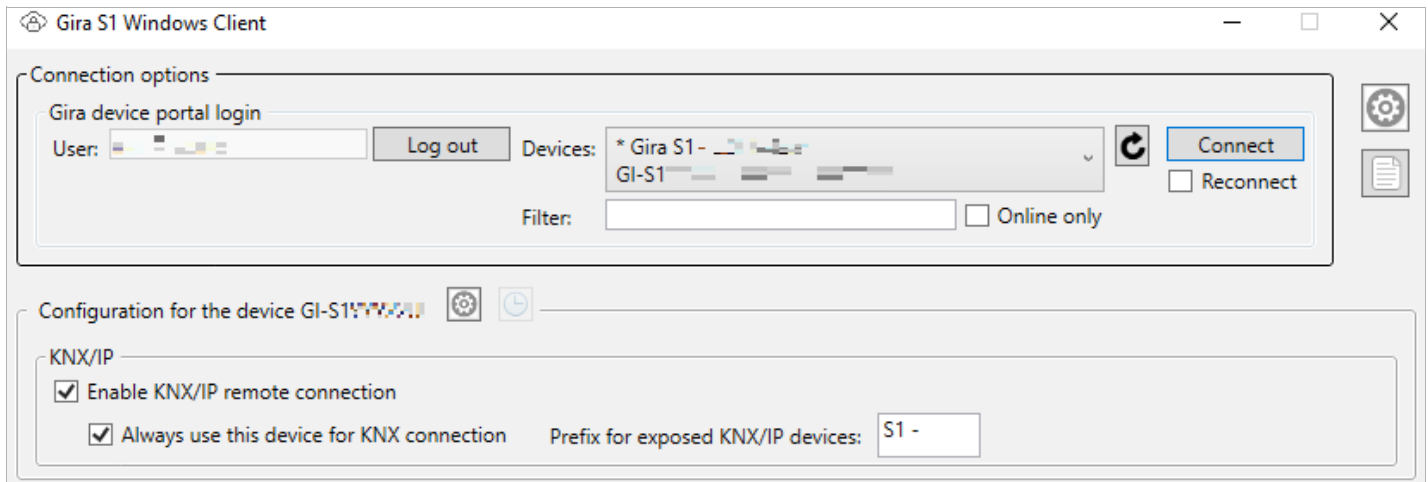 Gira S1 Windows Client
Connection options
Gira device portal login
User:
Log out
Devices:
* Gira S1 -
GI-S1
Connect
Reconnect
Filter:
Online only
Configuration for the device GI-S1
KNX/IP
Enable KNX/IP remote connection
Always use this device for KNX connection
Prefix for exposed KNX/IP devices:
S1 -